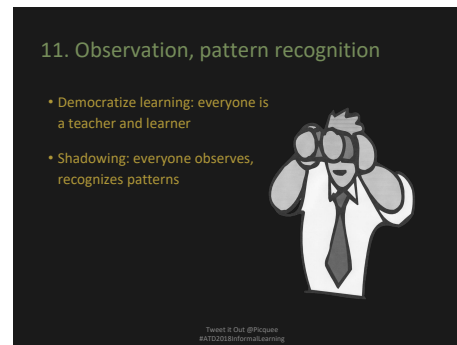 11. Observation, pattern recognition
• Democratize learning: everyone is
a teacher and learner
• Shadowing: everyone observes,
recognizes patterns
Tweet it Out @Picquee
#ATD2018InformalLearning